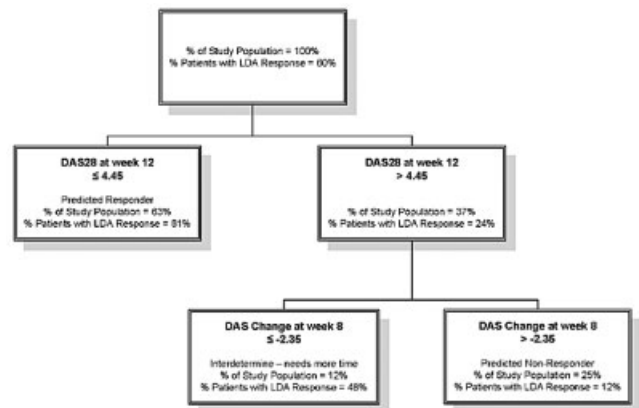 % of Study Population = 100%
% Patients with LDA Response = 60%
DAS28 at week 12
≤ 4.45
Predicted Responder
% of Study Population = 63%
% Patients with LDA Response = 81%
DAS28 at week 12
> 4.45
% of Study Population = 37%
% Patients with LDA Response = 24%
DAS Change at week 8
≤ -2.35
Interdetermine – needs more time
% of Study Population = 12%
% Patients with LDA Response = 48%
DAS Change at week 8
> -2.35
Predicted Non-Responder
% of Study Population = 25%
% Patients with LDA Response = 12%